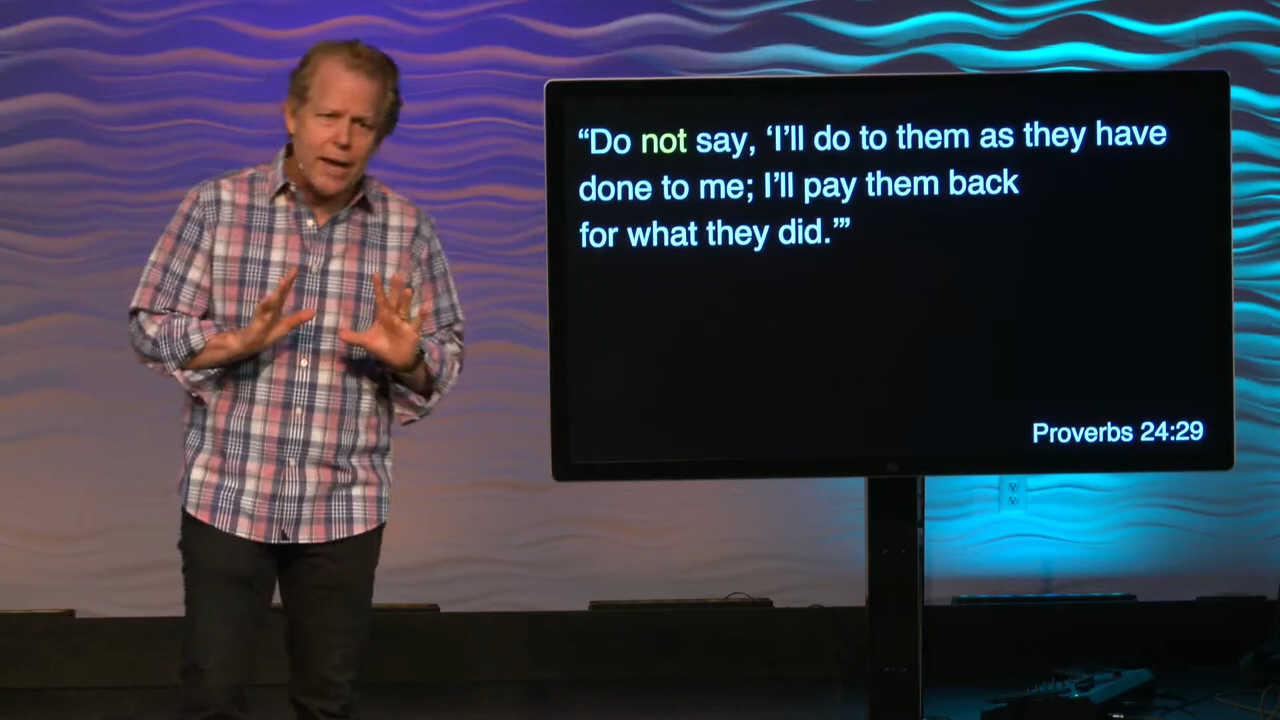 “Do not say, ‘I’ll do to them as they have
done to me; I’ll pay them back
for what they did.’”
Proverbs 24:29